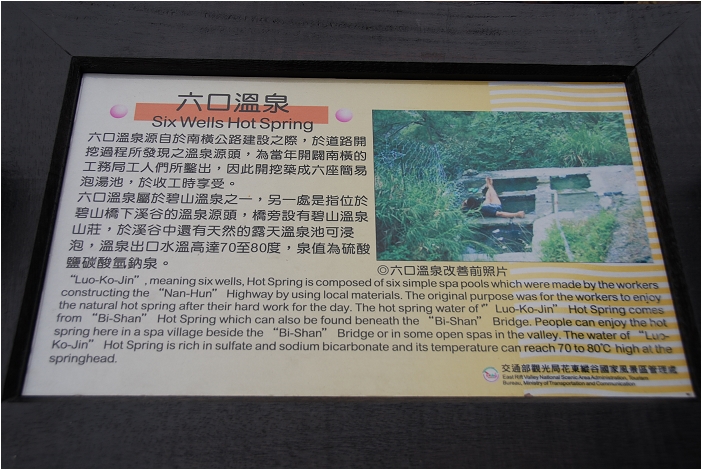 六口溫泉
Six Wells Hot Spring
六口溫泉源自於南橫公路建設之際，於道路開
挖過程所發現之溫泉源頭，為當年開闢南橫的
工務局工人們所鑿出，因此開挖築成六座簡易
泡湯池，於收工時享受。
六口溫泉屬於碧山溫泉之一，另一處是指位於
碧山橋下溪谷的溫泉源頭，橋旁設有碧山溫泉
山莊，於溪谷中還有天然的露天溫泉池可浸
泡，溫泉出口水溫高達70至80度，泉值為硫酸
鹽碳酸氫鈉泉。
◎六口溫泉改善前照片
“Luo-Ko-Jin”, meaning six wells, Hot Spring is composed of six simple spa pools which were made by the workers
constructing the “Nan-Hun” Highway by using local materials. The original purpose was for the workers to enjoy
the natural hot spring after their hard work for the day. The hot spring water of “Luo-Ko-Jin” Hot Spring comes
from “Bi-Shan” Hot Spring which can also be found beneath the “Bi-Shan” Bridge. People can enjoy the hot
spring here in a spa village beside the “Bi-Shan” Bridge or in some open spas in the valley. The water of “Luo-
Ko-Jin” Hot Spring is rich in sulfate and sodium bicarbonate and its temperature can reach 70 to 80℃ high at the
springhead.
交通部觀光局花東縱谷國家風景區管理處
East Rift Valley National Scenic Area Administration, Tourism
Bureau, Ministry of Transportation and Communication